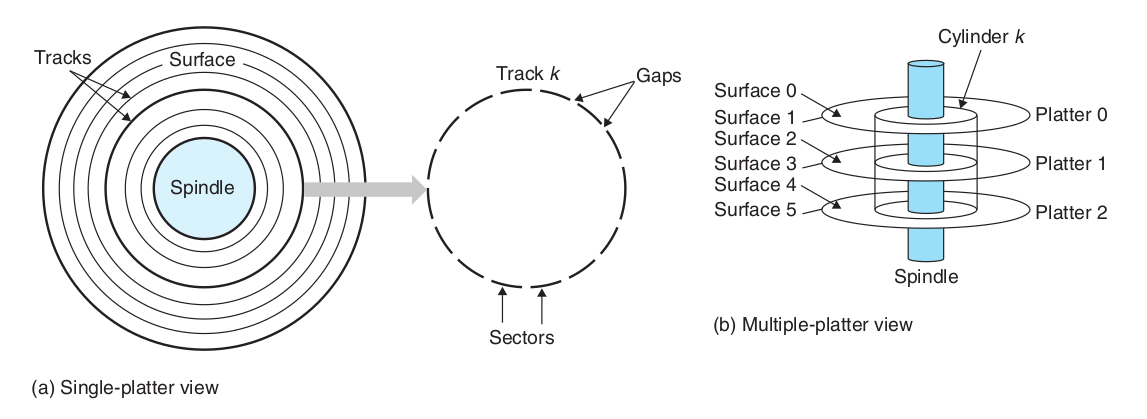 Tracks
Surface
Spindle
Track k
Gaps
Sectors
(a) Single-platter view
Cylinder k
Surface 0
Surface 1
Surface 2
Surface 3
Surface 4
Surface 5
Platter 0
Platter 1
Platter 2
Spindle
(b) Multiple-platter view